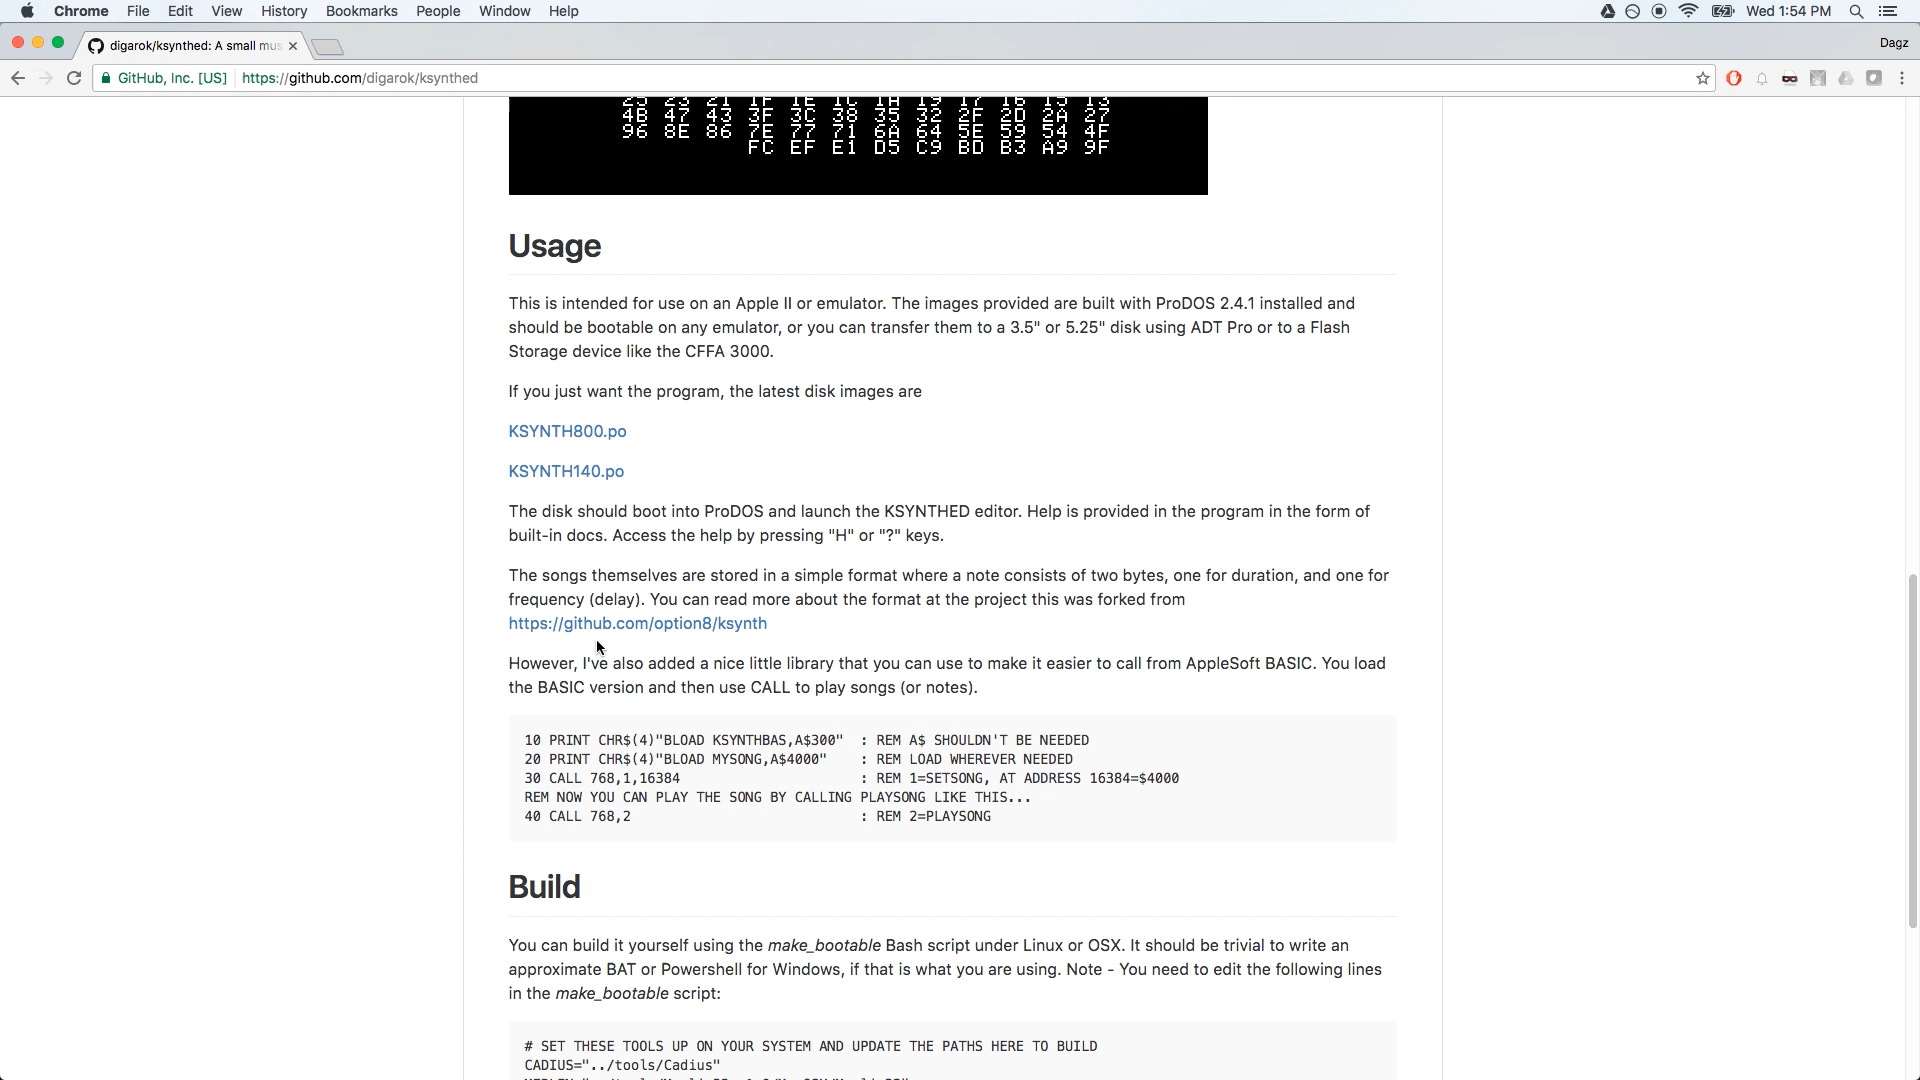 Chrome File Edit View History Bookmarks People Window Help Wed 1:54 PM
digarok/ksynthed: A small mus
Dagz
GitHub, Inc. [US] https://github.com/digarok/ksynthed
25 23 21 1F 1E 1C 1A 19 17 16 15 13
4B 47 43 3F 3C 38 35 32 2F 2D 2A 27
96 8E 86 7E 77 71 6A 64 5E 59 54 4F
FC EF E1 D5 C9 BD B3 A9 9F
Usage
This is intended for use on an Apple II or emulator. The images provided are built with ProDOS 2.4.1 installed and
should be bootable on any emulator, or you can transfer them to a 3.5" or 5.25" disk using ADT Pro or to a Flash
Storage device like the CFFA 3000.
If you just want the program, the latest disk images are
KSYNTH800.po
KSYNTH140.po
The disk should boot into ProDOS and launch the KSYNTHED editor. Help is provided in the program in the form of
built-in docs. Access the help by pressing "H" or "?" keys.
The songs themselves are stored in a simple format where a note consists of two bytes, one for duration, and one for
frequency (delay). You can read more about the format at the project this was forked from
https://github.com/option8/ksynth
However, I've also added a nice little library that you can use to make it easier to call from AppleSoft BASIC. You load
the BASIC version and then use CALL to play songs (or notes).
10 PRINT CHR$(4)"BLOAD KSYNTHBAS,A$300" : REM A$ SHOULDN'T BE NEEDED
20 PRINT CHR$(4)"BLOAD MYSONG,A$4000" : REM LOAD WHEREVER NEEDED
30 CALL 768,1,16384 : REM 1=SETSONG, AT ADDRESS 16384=$4000
REM NOW YOU CAN PLAY THE SONG BY CALLING PLAYSONG LIKE THIS...
40 CALL 768,2 : REM 2=PLAYSONG
Build
You can build it yourself using the make_bootable Bash script under Linux or OSX. It should be trivial to write an
approximate BAT or Powershell for Windows, if that is what you are using. Note - You need to edit the following lines
in the make_bootable script:
# SET THESE TOOLS UP ON YOUR SYSTEM AND UPDATE THE PATHS HERE TO BUILD
CADIUS="../tools/Cadius"